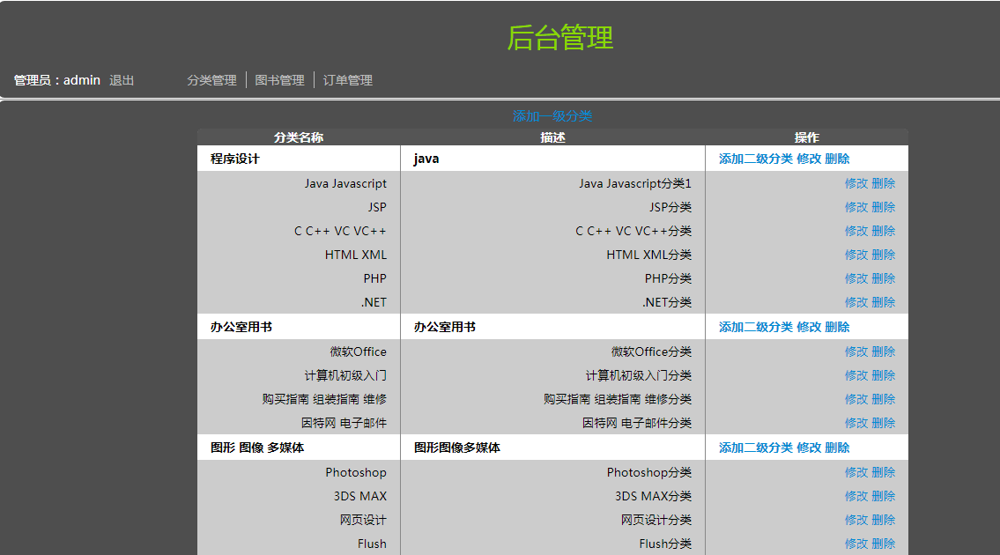 后台管理
管理员：admin 退出 分类管理 图书管理 订单管理
添加一级分类
分类名称 描述 操作
程序设计 java 添加二级分类 修改 删除
Java Javascript Java Javascript分类1 修改 删除
JSP JSP分类 修改 删除
C C++ VC VC++ C C++ VC VC++分类 修改 删除
HTML XML HTML XML分类 修改 删除
PHP PHP分类 修改 删除
.NET .NET分类 修改 删除
办公室用书 办公室用书 添加二级分类 修改 删除
微软Office 微软Office分类 修改 删除
计算机初级入门 计算机初级入门分类 修改 删除
购买指南 组装指南 维修 购买指南 组装指南 维修分类 修改 删除
因特网 电子邮件 因特网 电子邮件分类 修改 删除
图形 图像 多媒体 图形图像多媒体 添加二级分类 修改 删除
Photoshop Photoshop分类 修改 删除
3DS MAX 3DS MAX分类 修改 删除
网页设计 网页设计分类 修改 删除
Flush Flush分类 修改 删除